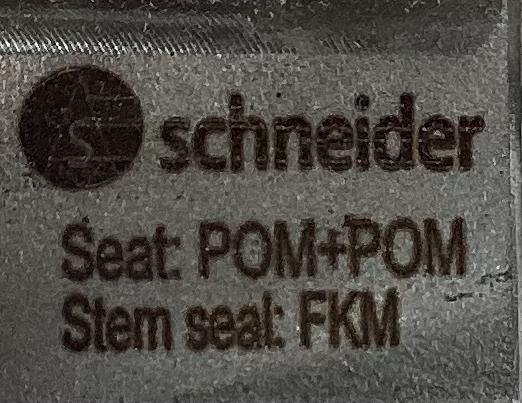 schneider
Seat: POM+POM
Stem seal: FKM